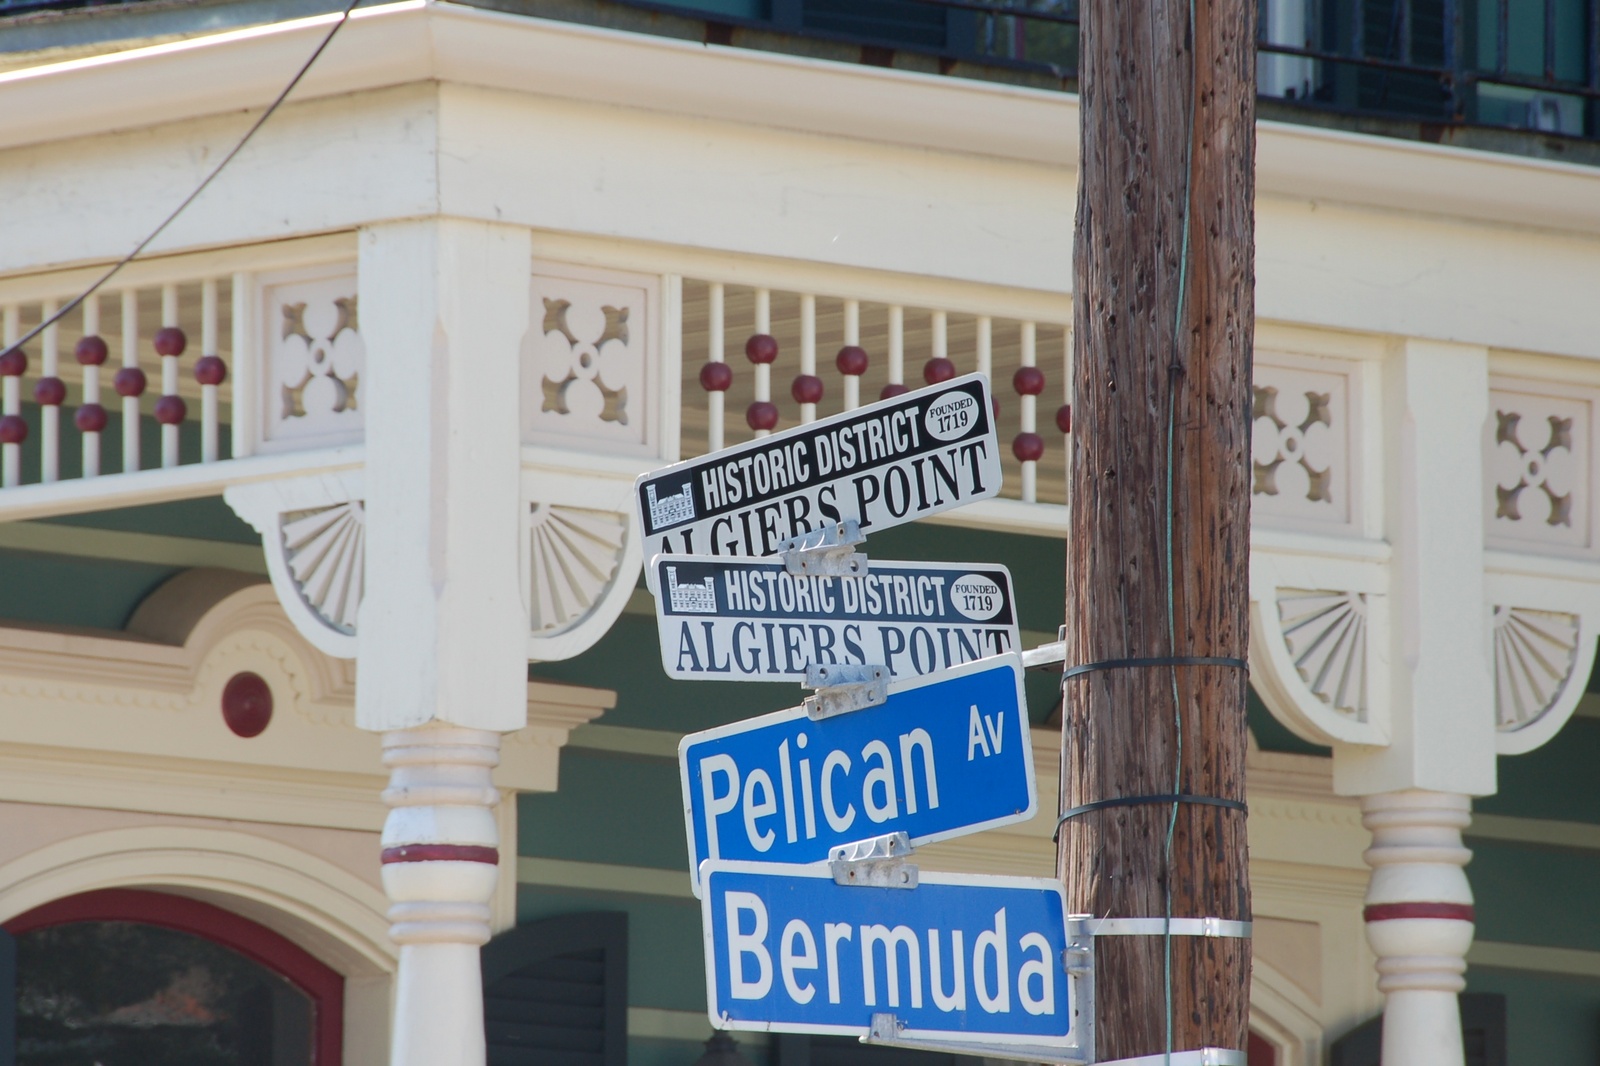 HISTORIC DISTRICT
FOUNDED
1719
ALGIERS POINT
HISTORIC DISTRICT
FOUNDED
1719
ALGIERS POINT
Pelican Av
Bermuda